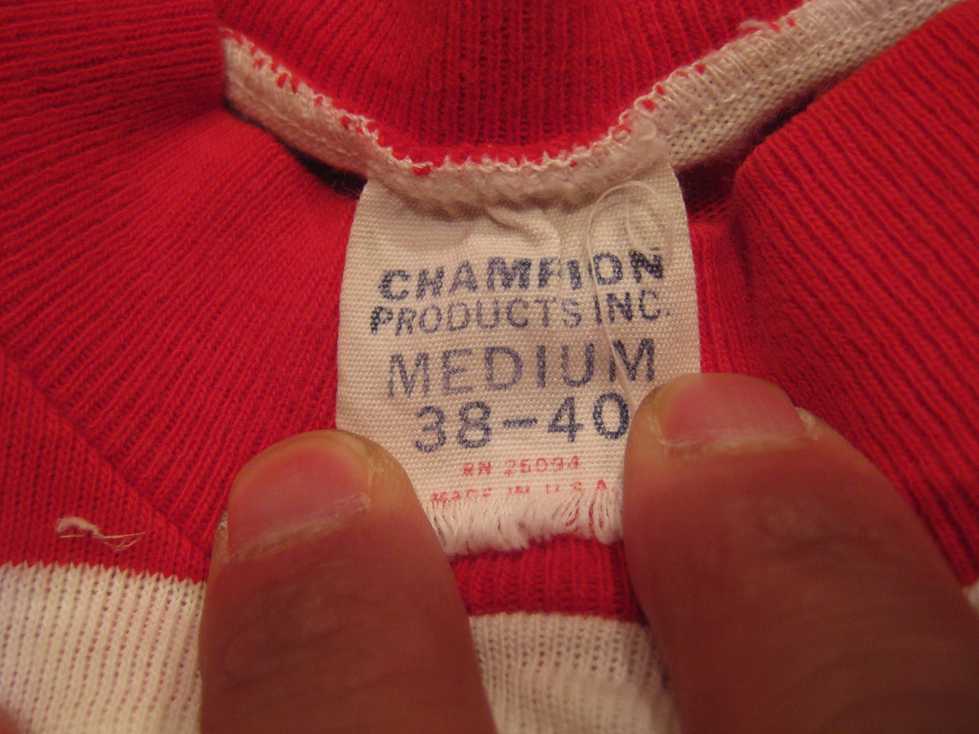 CHAMPION
PRODUCTS INC.
MEDIUM
38-40
RN 26094
MADE IN U.S.A